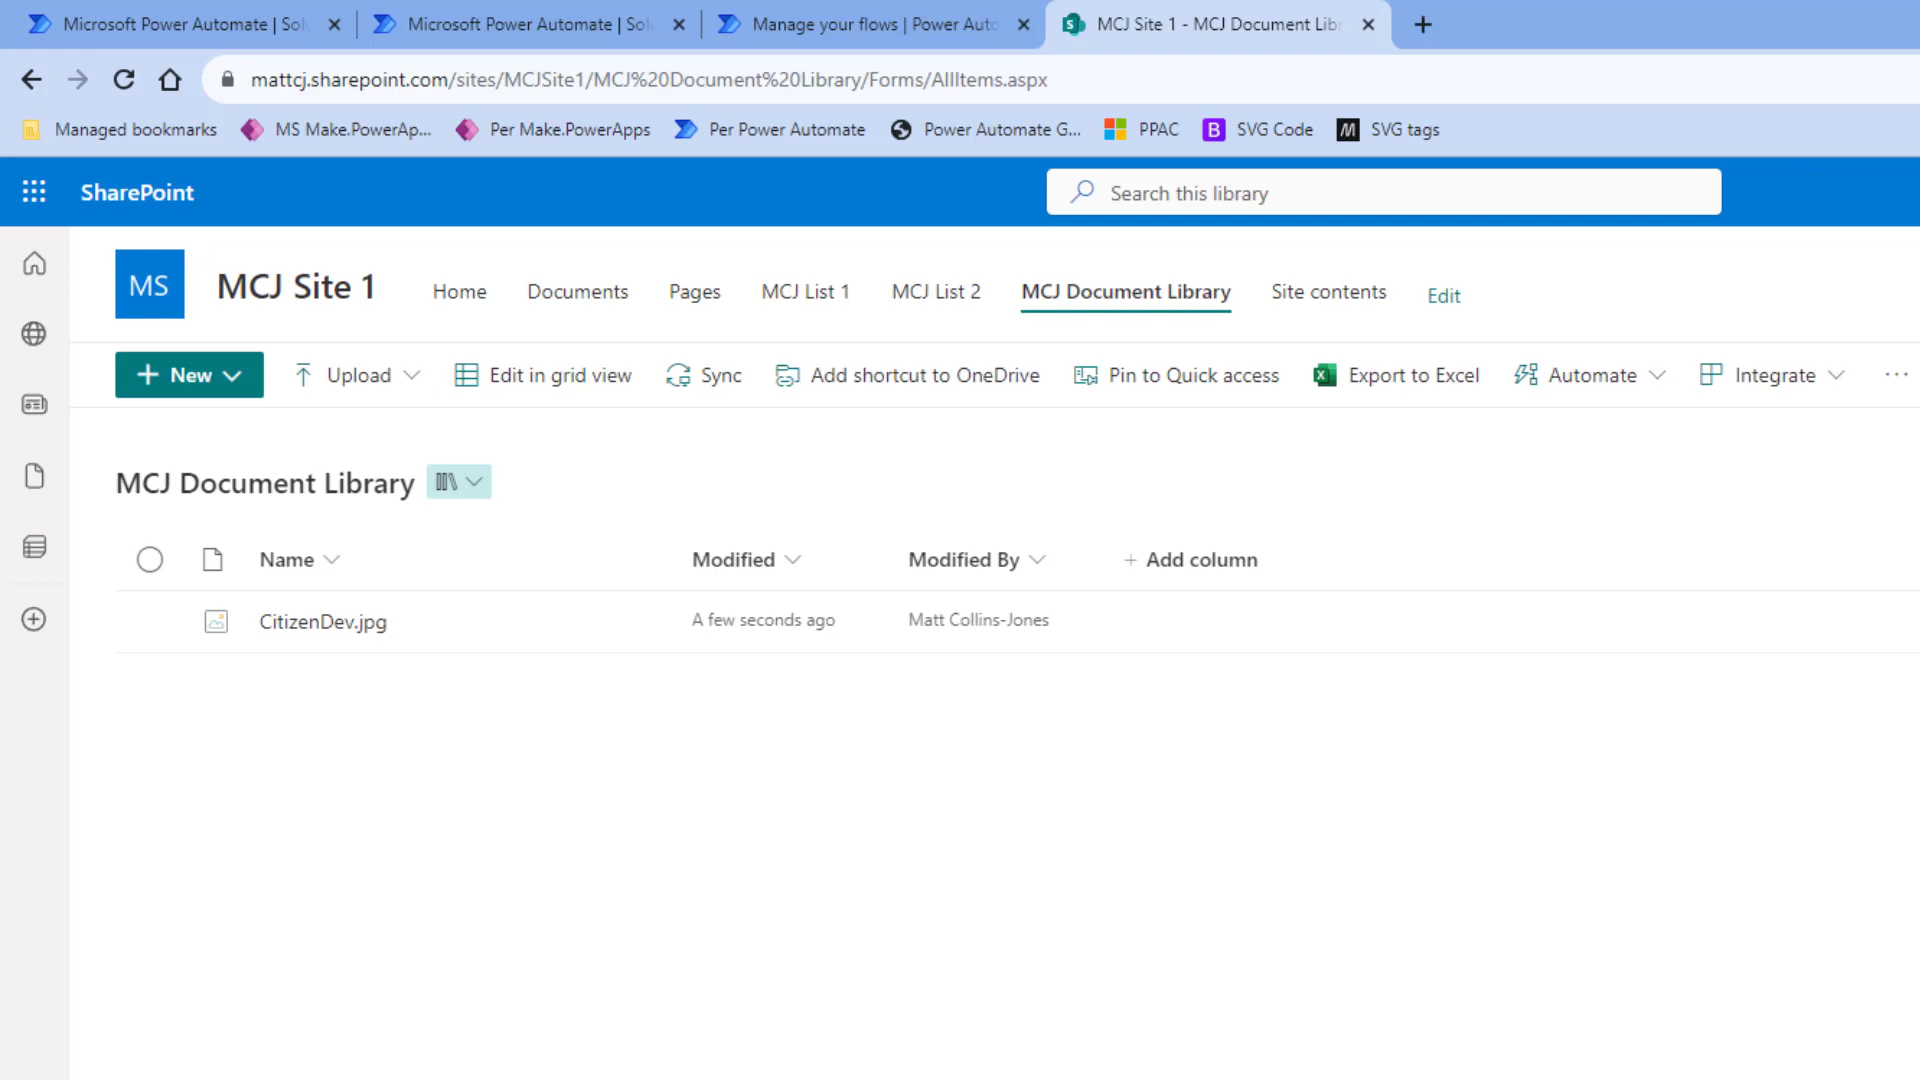 Microsoft Power Automate | Sol
Microsoft Power Automate | Sol
Manage your flows | Power Auto
MCJ Site 1 - MCJ Document Libr
mattcj.sharepoint.com/sites/MCJSite1/MCJ%20Document%20Library/Forms/AllItems.aspx
Managed bookmarks
MS Make.PowerAp...
Per Make.PowerApps
Per Power Automate
Power Automate G...
PPAC
B
SVG Code
M
SVG tags
SharePoint
Search this library
MS
MCJ Site 1
Home
Documents
Pages
MCJ List 1
MCJ List 2
MCJ Document Library
Site contents
Edit
New
Upload
Edit in grid view
Sync
Add shortcut to OneDrive
Pin to Quick access
Export to Excel
Automate
Integrate
MCJ Document Library
Name
Modified
Modified By
Add column
CitizenDev.jpg
A few seconds ago
Matt Collins-Jones